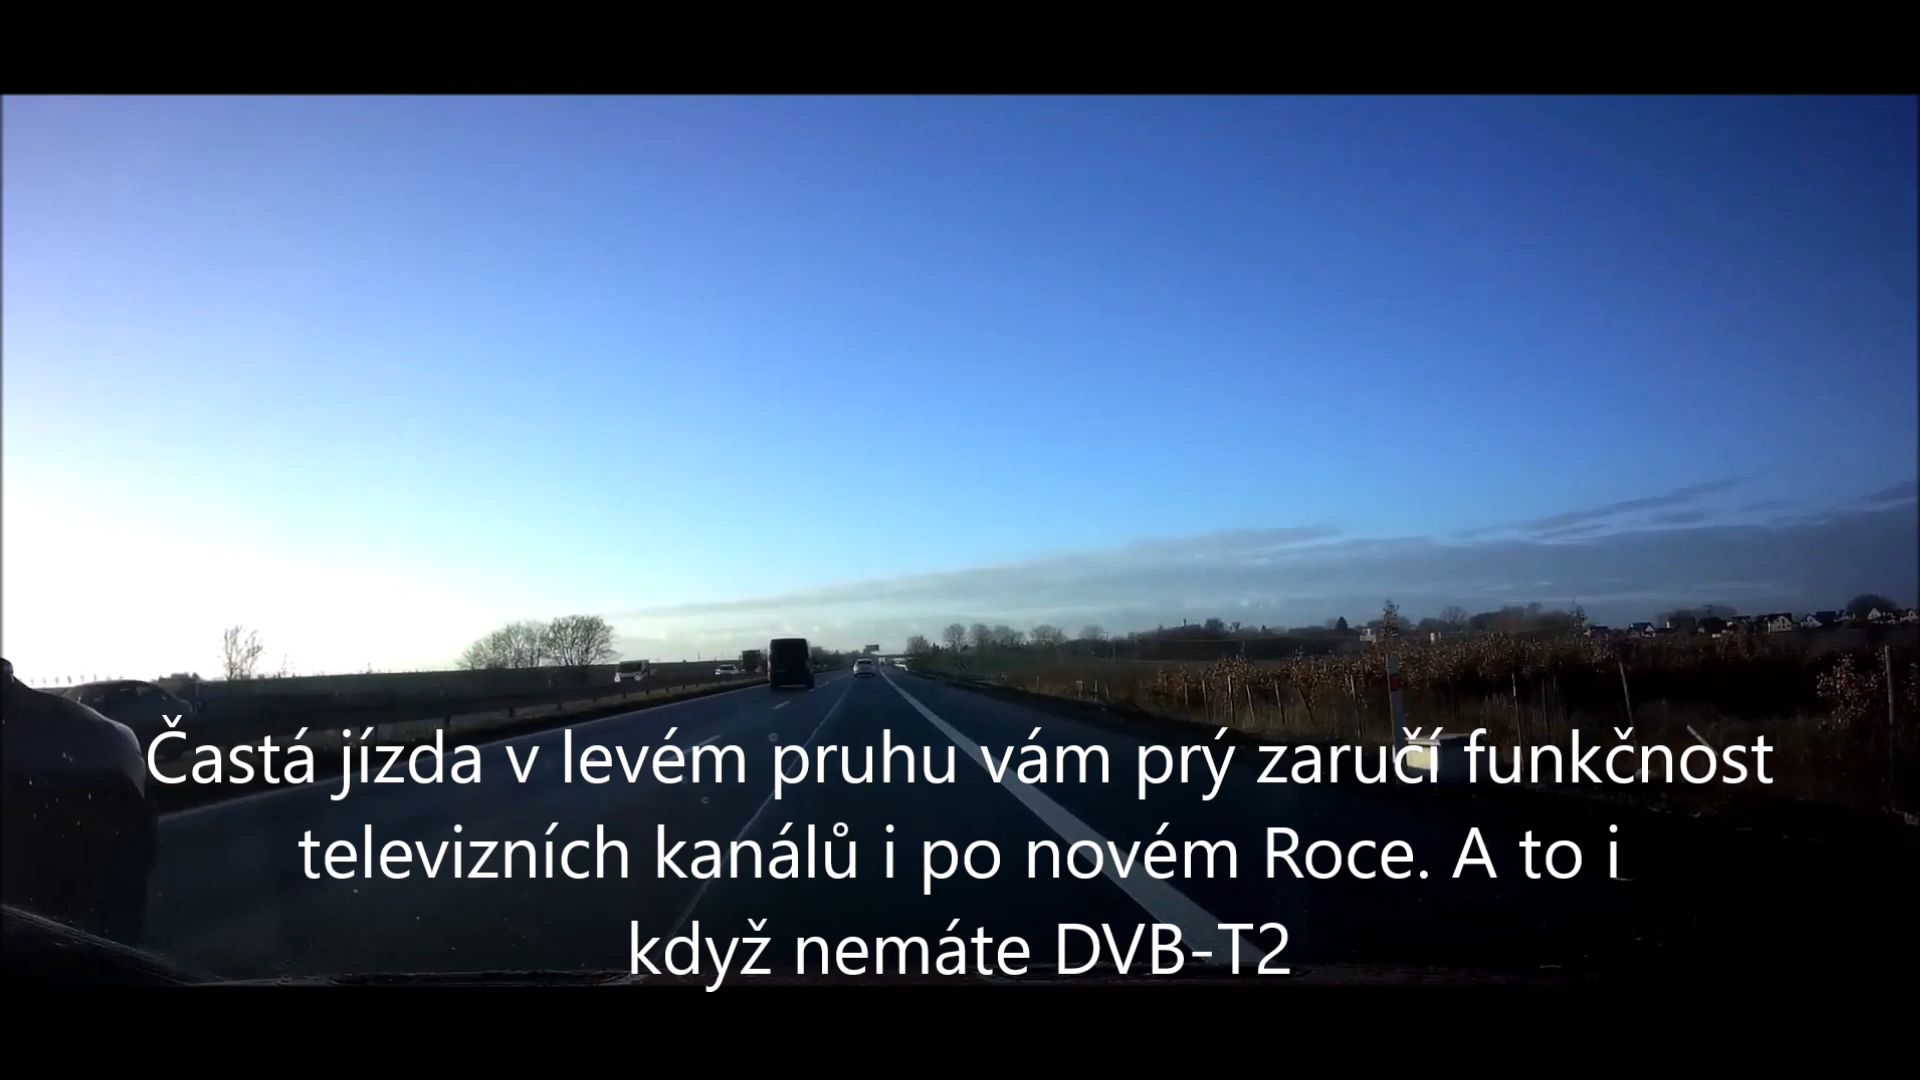 Častá jízda v levém pruhu vám prý zaručí funkčnost
televizních kanálů i po novém Roce. A to i
když nemáte DVB-T2